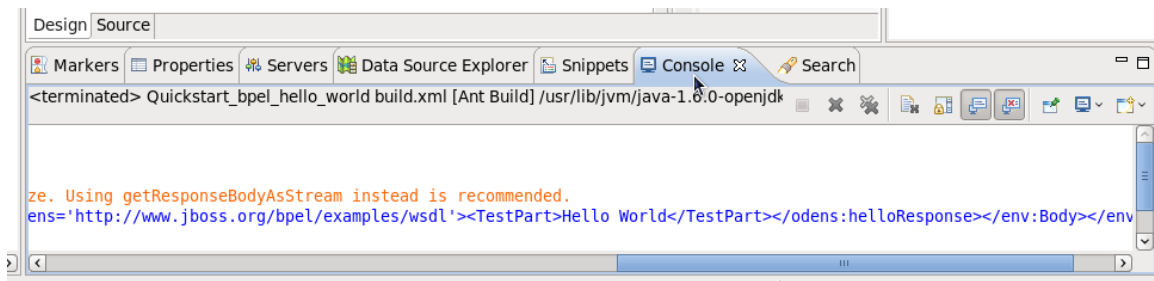 Design Source
Markers Properties Servers Data Source Explorer Snippets Console Search
<terminated> Quickstart_bpel_hello_world build.xml [Ant Build] /usr/lib/jvm/java-1.6.0-openjdk
ze. Using getResponseBodyAsStream instead is recommended.
ens='http://www.jboss.org/bpel/examples/wsdl'><TestPart>Hello World</TestPart></odens:helloResponse></env:Body></env